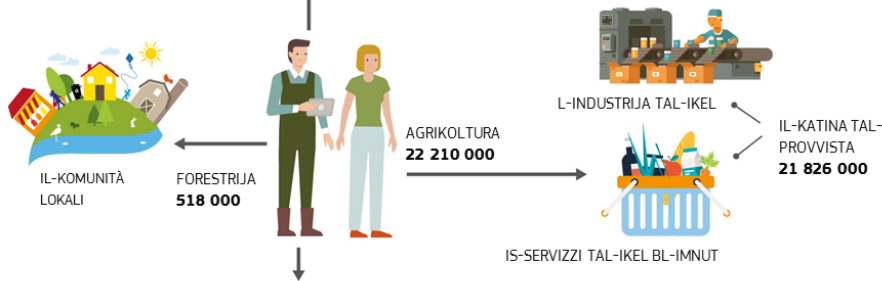 IL-KOMUNITÀ
LOKALI
FORESTRIJA
518 000
AGRIKOLTURA
22 210 000
L-INDUSTRIJA TAL-IKEL
IL-KATINA TAL-
PROVVISTA
21 826 000
IS-SERVIZZI TAL-IKEL BL-IMNUT